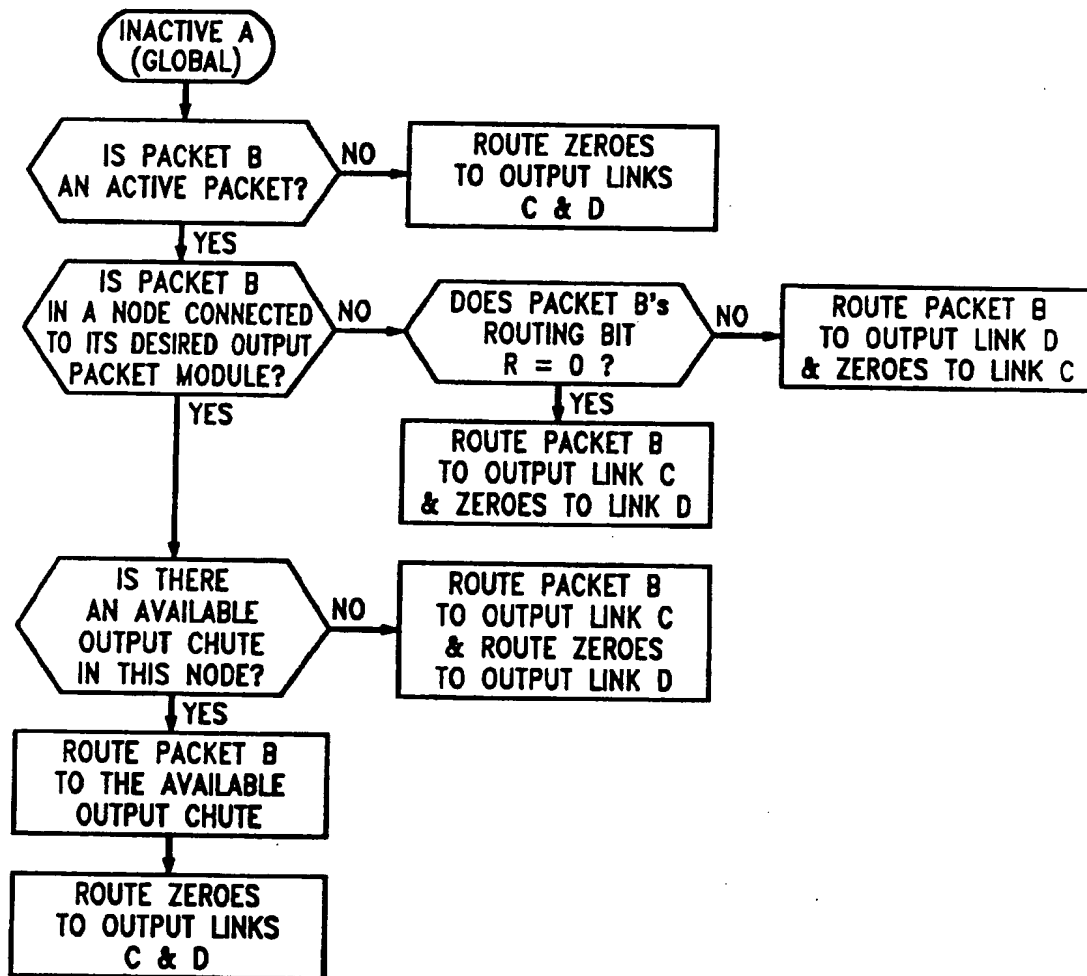 INACTIVE A
(GLOBAL)
IS PACKET B
AN ACTIVE PACKET?
NO
ROUTE ZEROES
TO OUTPUT LINKS
C & D
YES
IS PACKET B
IN A NODE CONNECTED
TO ITS DESIRED OUTPUT
PACKET MODULE?
NO
DOES PACKET B's
ROUTING BIT
R = 0 ?
NO
ROUTE PACKET B
TO OUTPUT LINK D
& ZEROES TO LINK C
YES
ROUTE PACKET B
TO OUTPUT LINK C
& ZEROES TO LINK D
YES
IS THERE
AN AVAILABLE
OUTPUT CHUTE
IN THIS NODE?
NO
ROUTE PACKET B
TO OUTPUT LINK C
& ROUTE ZEROES
TO OUTPUT LINK D
YES
ROUTE PACKET B
TO THE AVAILABLE
OUTPUT CHUTE
ROUTE ZEROES
TO OUTPUT LINKS
C & D